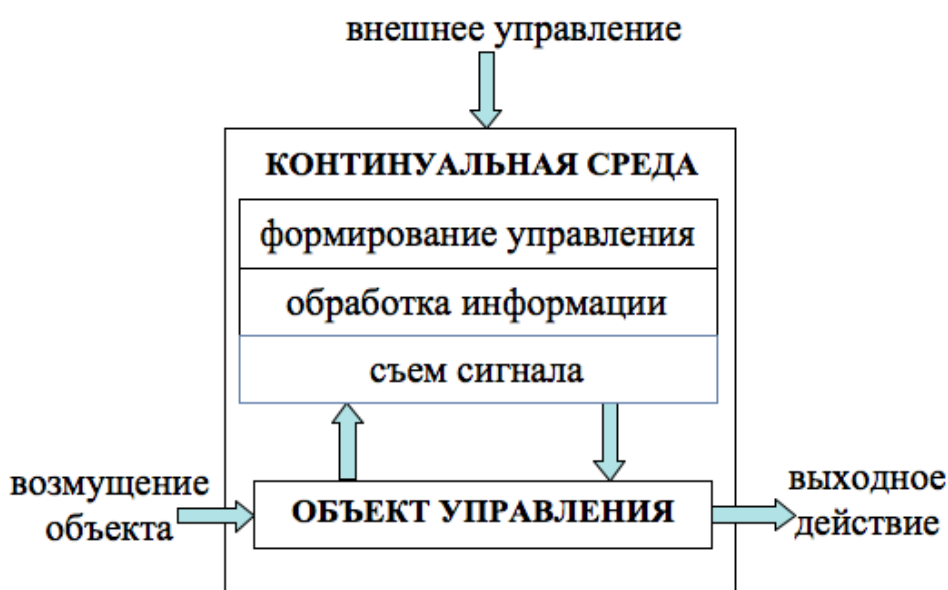 внешнее управление
КОНТИНУАЛЬНАЯ СРЕДА
формирование управления
обработка информации
съем сигнала
возмущение
объекта
ОБЪЕКТ УПРАВЛЕНИЯ
выходное
действие